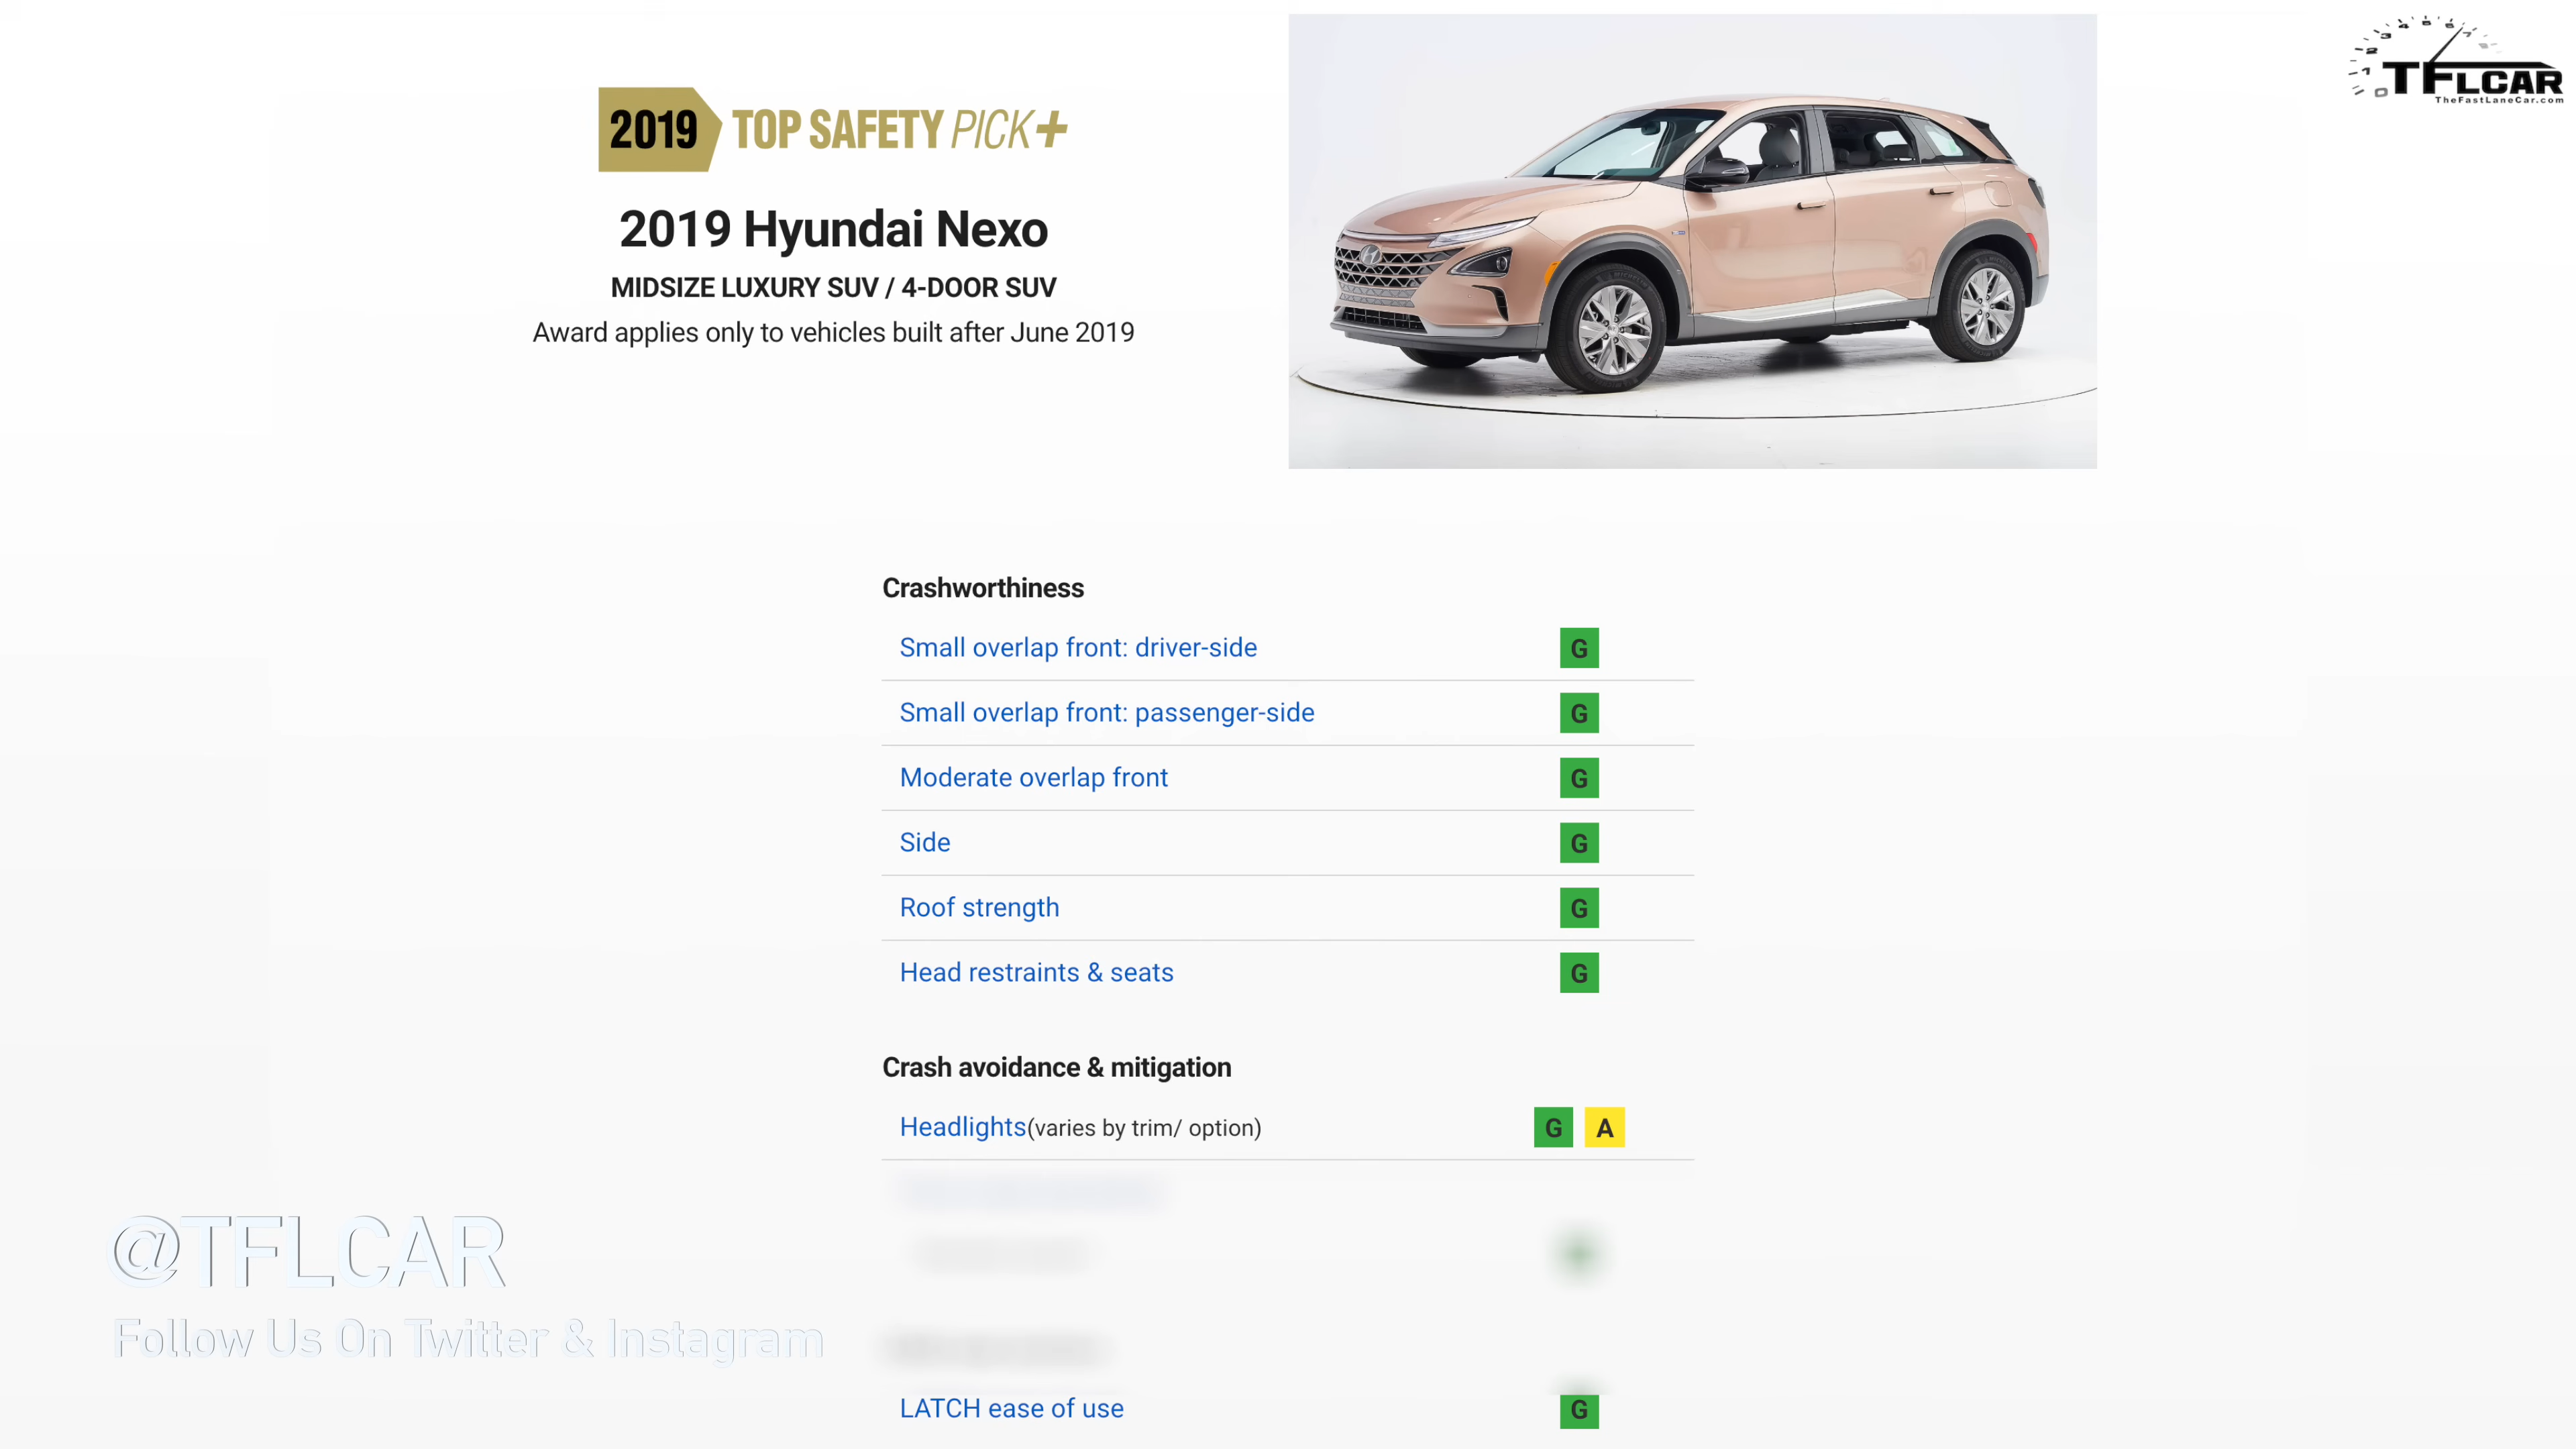 TFLCAR
TheFastLaneCar.com
2019 TOP SAFETY PICK+
2019 Hyundai Nexo
MIDSIZE LUXURY SUV / 4-DOOR SUV
Award applies only to vehicles built after June 2019
Crashworthiness
Small overlap front: driver-side G
Small overlap front: passenger-side G
Moderate overlap front G
Side G
Roof strength G
Head restraints & seats G
Crash avoidance & mitigation
Headlights(varies by trim/ option) G A
@TFLCAR
Follow Us On Twitter & Instagram
LATCH ease of use G